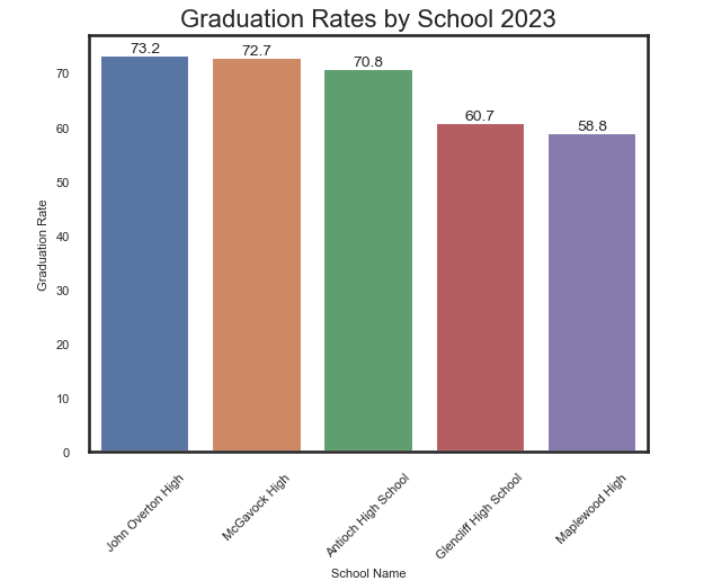 Graduation Rates by School 2023
73.2
72.7
70.8
60.7
58.8
70
60
50
40
30
20
10
0
Graduation Rate
John Overton High
McGavock High
Antioch High School
Glencliff High School
Maplewood High
School Name